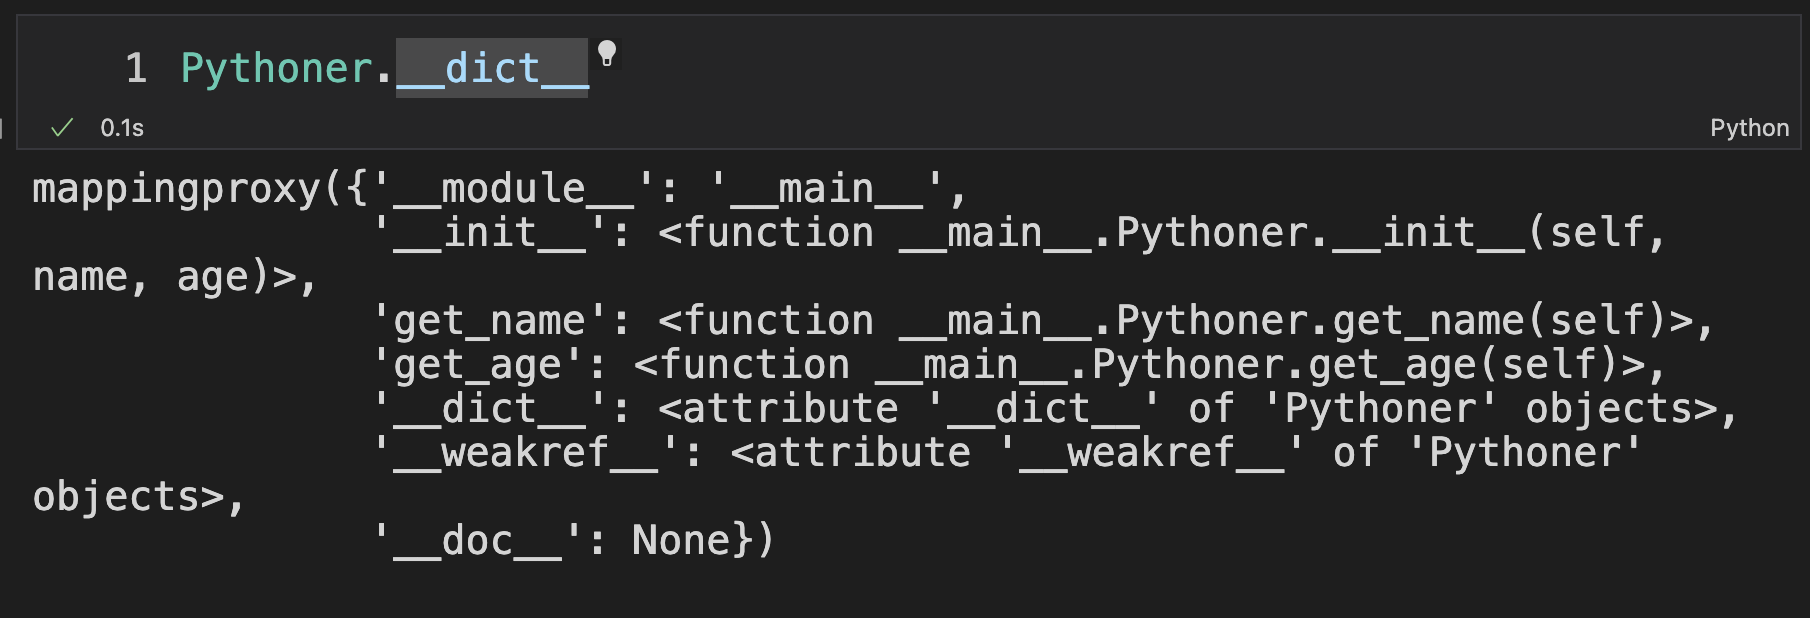 1 Pythoner.__dict__
0.1s
Python
mappingproxy({'__module__': '__main__',
'__init__': <function __main__.Pythoner.__init__(self,
name, age)>,
'get_name': <function __main__.Pythoner.get_name(self)>,
'get_age': <function __main__.Pythoner.get_age(self)>,
'__dict__': <attribute '__dict__' of 'Pythoner' objects>,
'__weakref__': <attribute '__weakref__' of 'Pythoner'
objects>,
'__doc__': None})